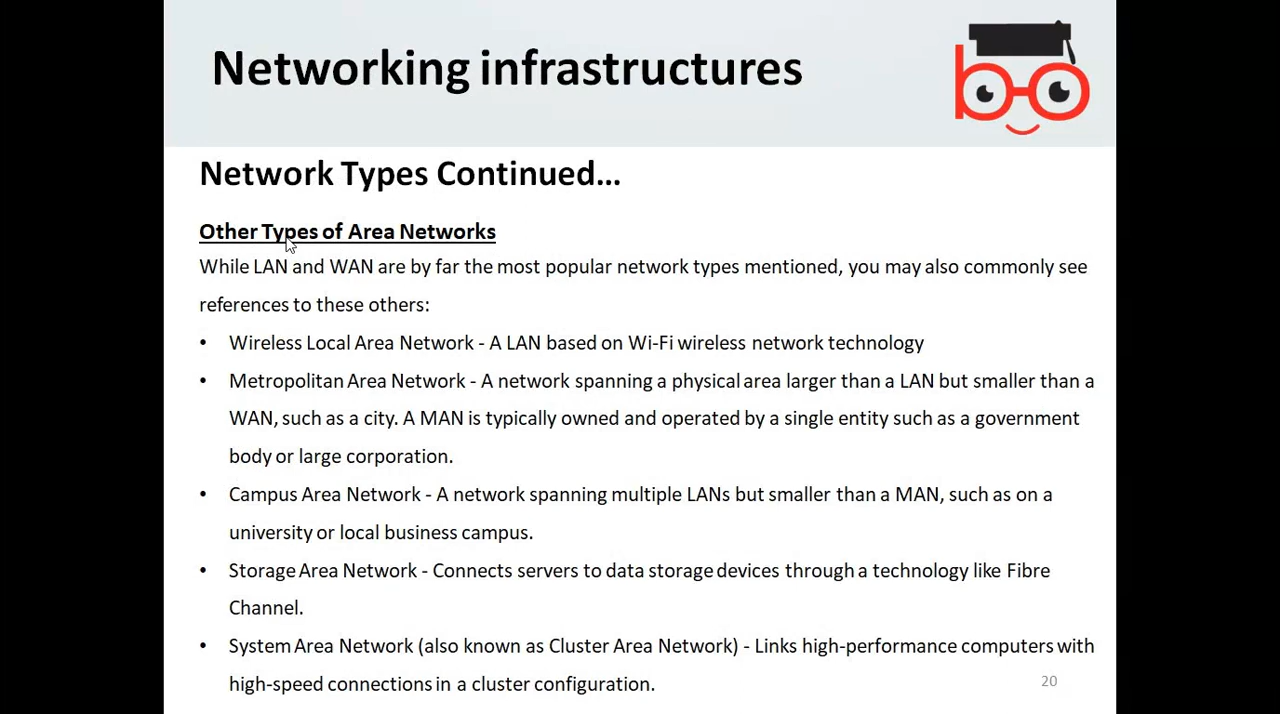 Networking infrastructures
bo
Network Types Continued...
Other Types of Area Networks
While LAN and WAN are by far the most popular network types mentioned, you may also commonly see
references to these others:
• Wireless Local Area Network - A LAN based on Wi-Fi wireless network technology
• Metropolitan Area Network - A network spanning a physical area larger than a LAN but smaller than a
WAN, such as a city. A MAN is typically owned and operated by a single entity such as a government
body or large corporation.
• Campus Area Network - A network spanning multiple LANs but smaller than a MAN, such as on a
university or local business campus.
• Storage Area Network - Connects servers to data storage devices through a technology like Fibre
Channel.
• System Area Network (also known as Cluster Area Network) - Links high-performance computers with
high-speed connections in a cluster configuration.
20